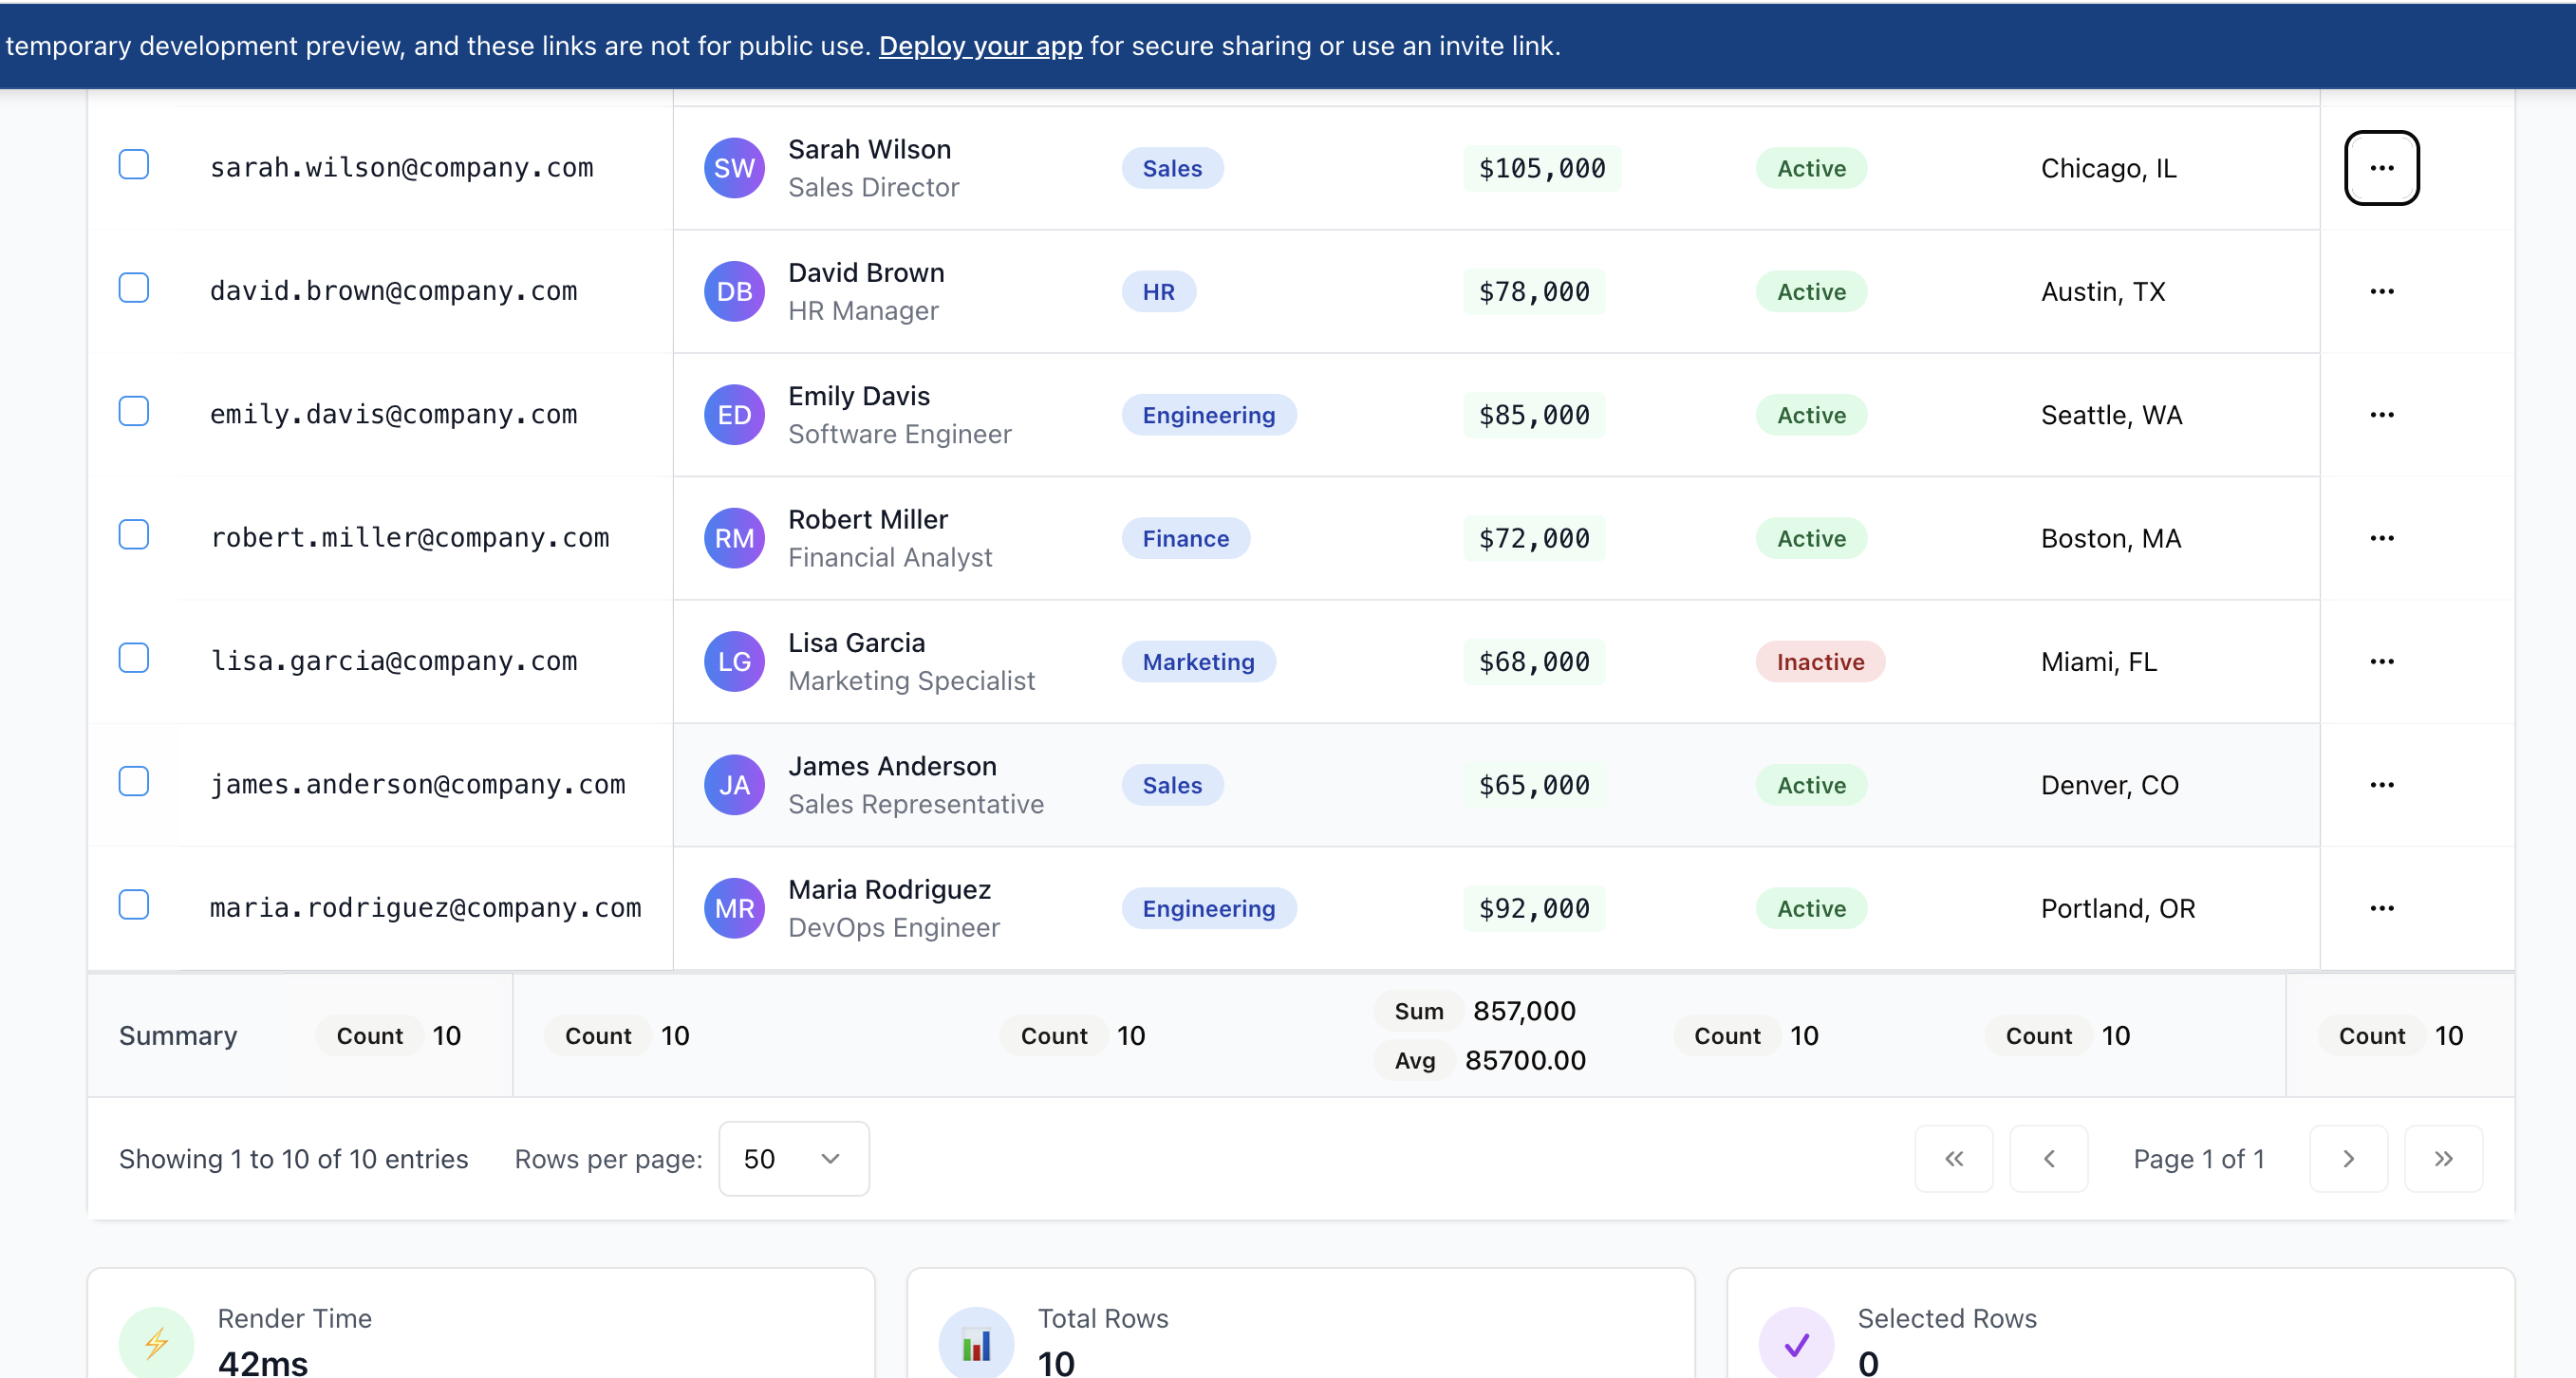 temporary development preview, and these links are not for public use. Deploy your app for secure sharing or use an invite link.
sarah.wilson@company.com SW Sarah Wilson Sales Director Sales $105,000 Active Chicago, IL ···
david.brown@company.com DB David Brown HR Manager HR $78,000 Active Austin, TX ···
emily.davis@company.com ED Emily Davis Software Engineer Engineering $85,000 Active Seattle, WA ···
robert.miller@company.com RM Robert Miller Financial Analyst Finance $72,000 Active Boston, MA ···
lisa.garcia@company.com LG Lisa Garcia Marketing Specialist Marketing $68,000 Inactive Miami, FL ···
james.anderson@company.com JA James Anderson Sales Representative Sales $65,000 Active Denver, CO ···
maria.rodriguez@company.com MR Maria Rodriguez DevOps Engineer Engineering $92,000 Active Portland, OR ···
Summary Count 10 Count 10 Count 10 Sum 857,000 Avg 85700.00 Count 10 Count 10 Count 10
Showing 1 to 10 of 10 entries Rows per page: 50 « ‹ Page 1 of 1 › »
Render Time
42ms
Total Rows
10
Selected Rows
0